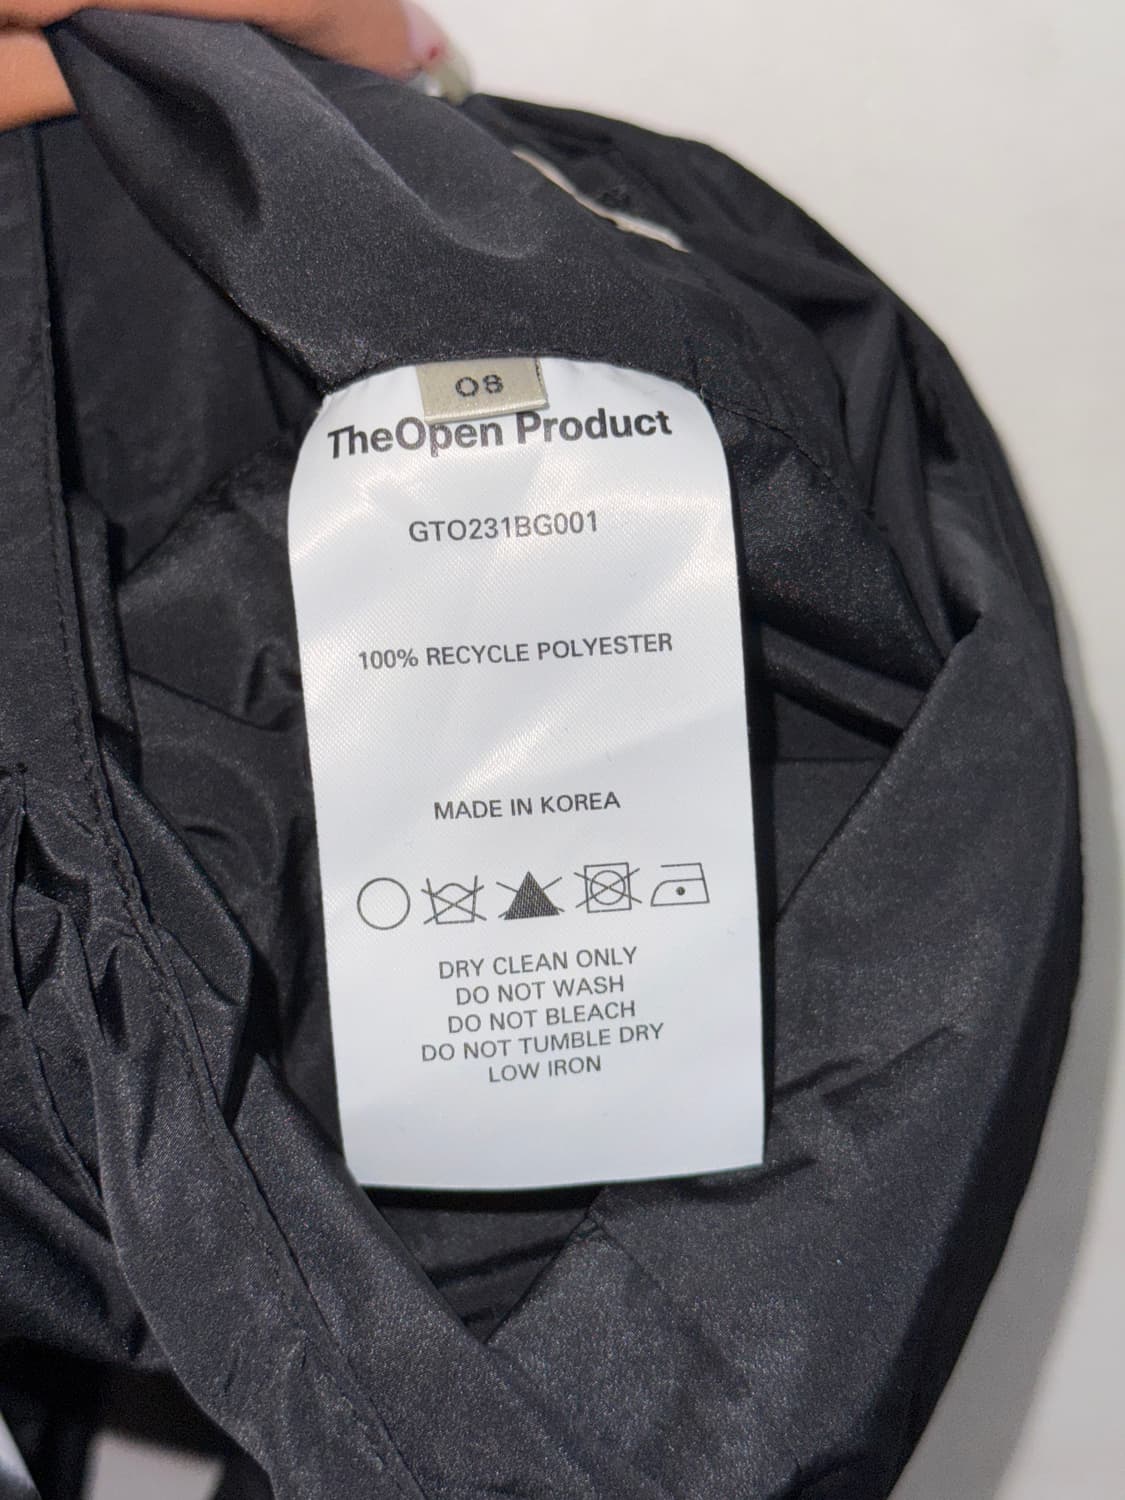 OS
TheOpen Product
GTO231BG001
100% RECYCLE POLYESTER
MADE IN KOREA
DRY CLEAN ONLY
DO NOT WASH
DO NOT BLEACH
DO NOT TUMBLE DRY
LOW IRON